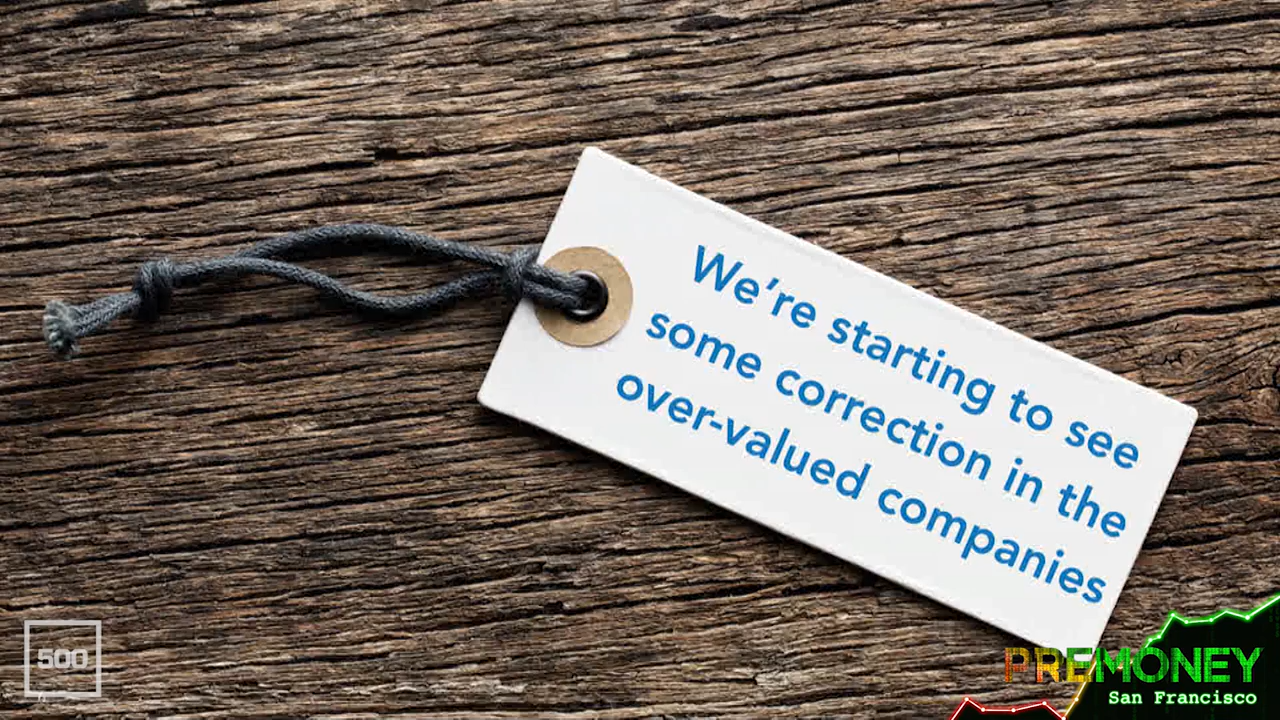 We're starting to see
some correction in the
over-valued companies
500
PREMONEY
San Francisco